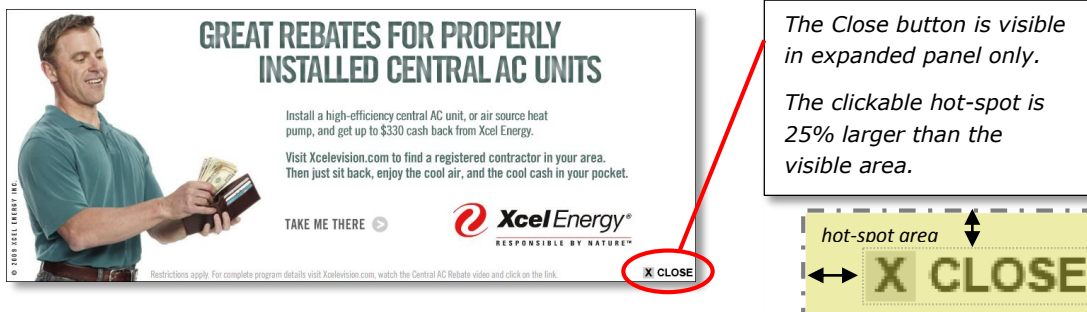 GREAT REBATES FOR PROPERLY
INSTALLED CENTRAL AC UNITS
Install a high-efficiency central AC unit, or air source heat
pump, and get up to $330 cash back from Xcel Energy.
Visit Xcelevision.com to find a registered contractor in your area.
Then just sit back, enjoy the cool air, and the cool cash in your pocket.
TAKE ME THERE
Xcel Energy®
RESPONSIBLE BY NATURE™
© 2009 XCEL ENERGY INC.
Restrictions apply. For complete program details visit Xcelevision.com, watch the Central AC Rebate video and click on the link.
X CLOSE
The Close button is visible
in expanded panel only.
The clickable hot-spot is
25% larger than the
visible area.
hot-spot area
X CLOSE